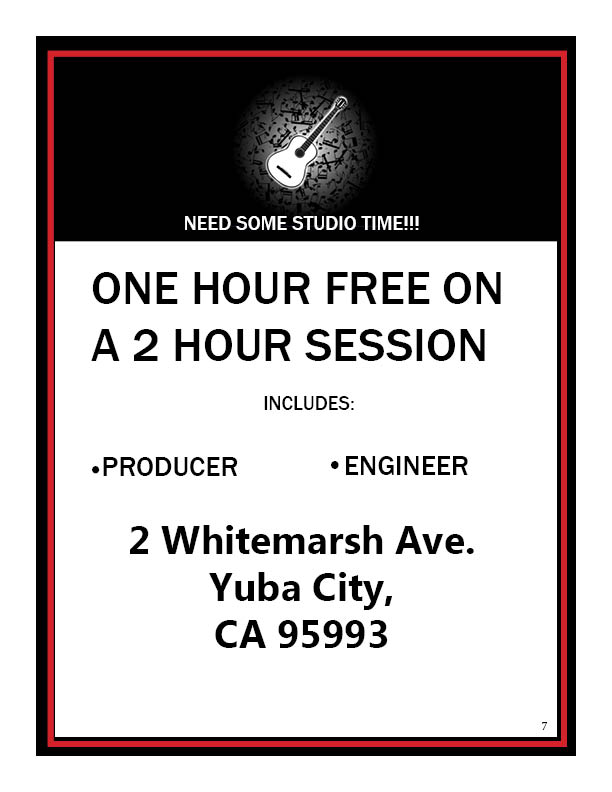 NEED SOME STUDIO TIME!!!
ONE HOUR FREE ON
A 2 HOUR SESSION
INCLUDES:
•PRODUCER • ENGINEER
2 Whitemarsh Ave.
Yuba City,
CA 95993
7